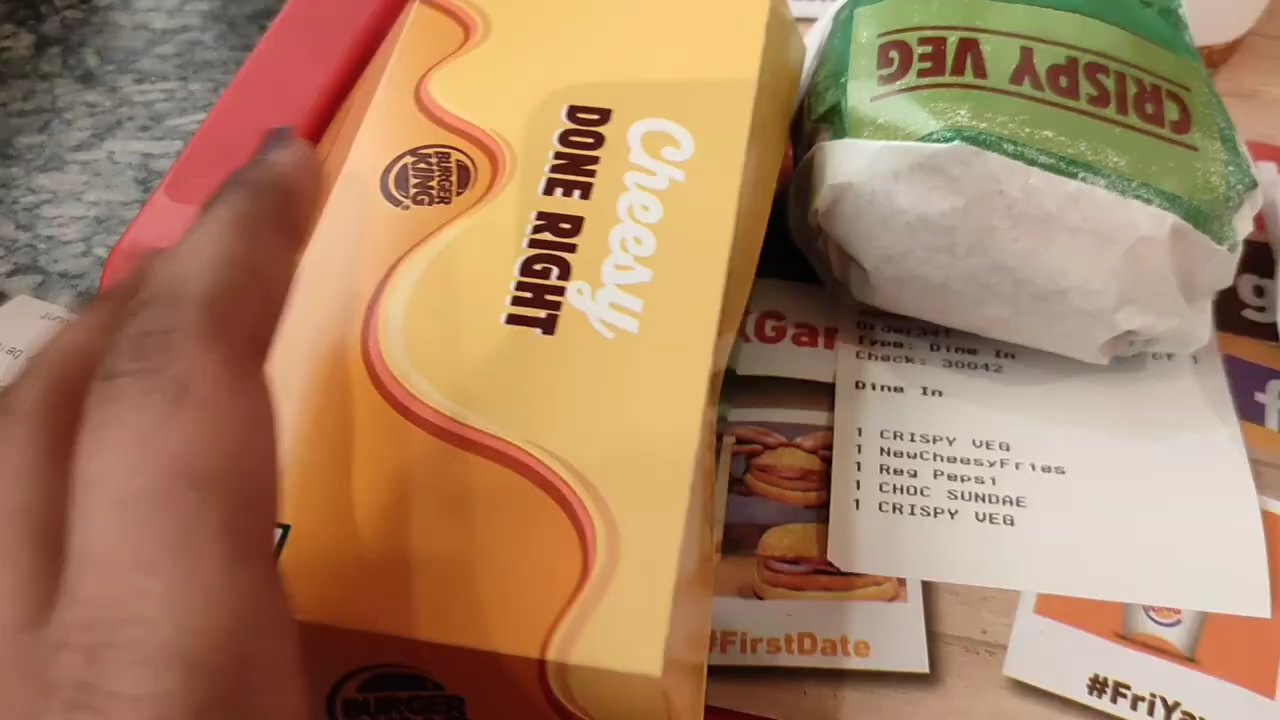 Cheesy
DONE RIGHT
BURGER
KING
BURGER
CRISPY VEG
Type: Dine In
Check: 30042
Dine In
1 CRISPY VEG
1 NewCheesyFries
1 Reg Pepsi
1 CHOC SUNDAE
1 CRISPY VEG
#FirstDate
#FriYa